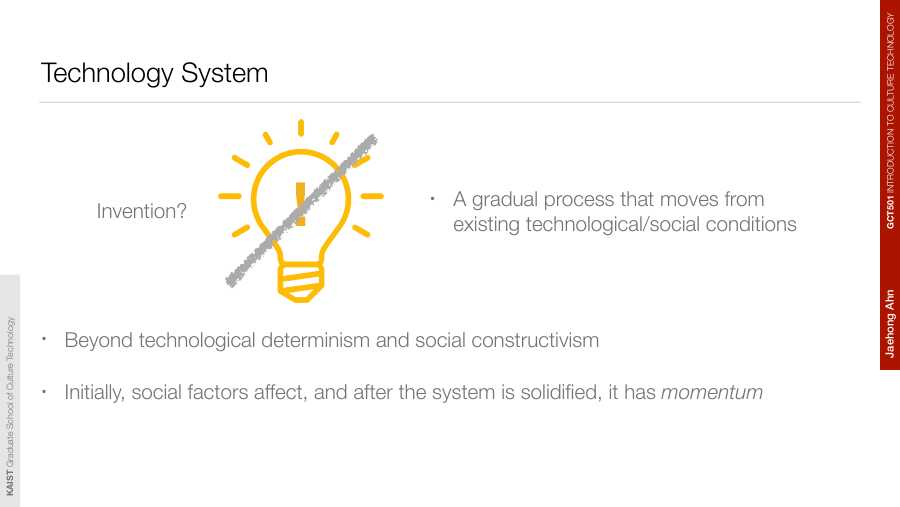 Technology System
Invention?
!
• A gradual process that moves from
existing technological/social conditions
• Beyond technological determinism and social constructivism
• Initially, social factors affect, and after the system is solidified, it has momentum
GCT501 INTRODUCTION TO CULTURE TECHNOLOGY
Jaehong Ahn
KAIST Graduate School of Culture Technology